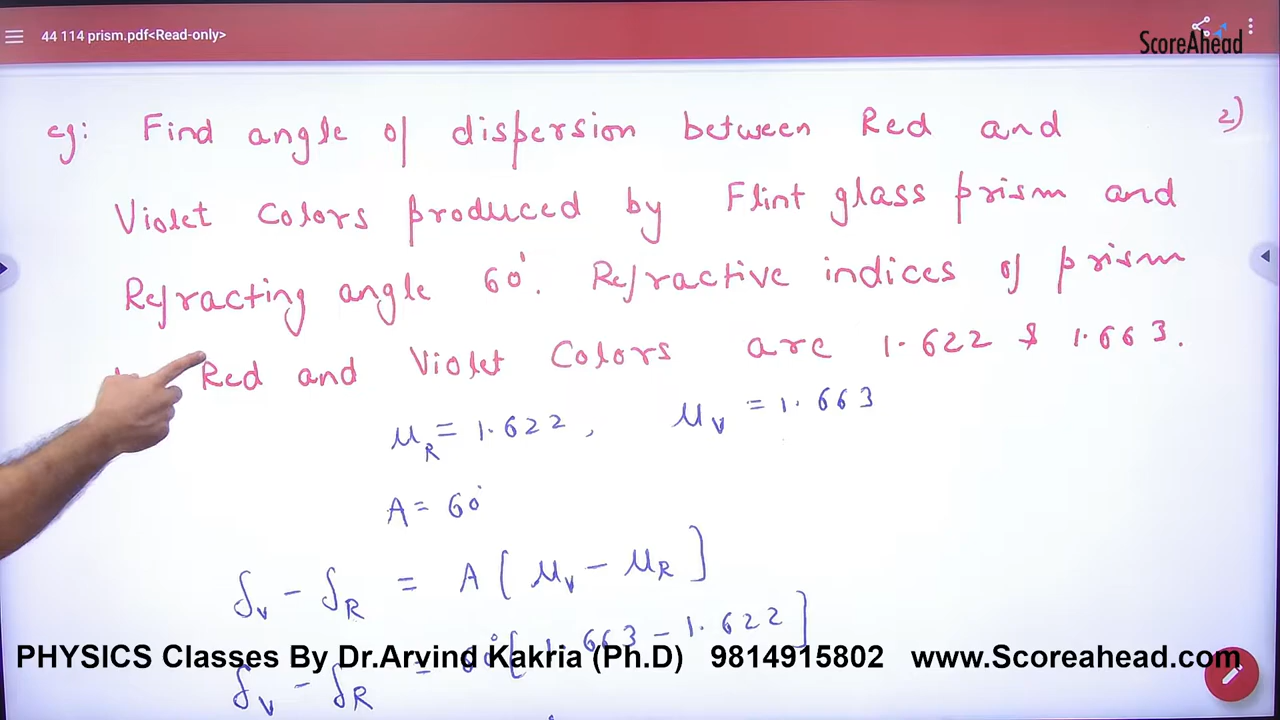 44 114 prism.pdf<Read-only>
ScoreAhead
eg: Find angle of dispersion between Red and
2)
Violet Colors produced by Flint glass prism and
Refracting angle 60°. Refractive indices of prism
Red and Violet Colors are 1.622 & 1.663.
μR = 1.622, μV = 1.663
A = 60°
δV - δR = A[μV - μR]
δV - δR = 60°[1.663 - 1.622]
PHYSICS Classes By Dr.Arvind Kakria (Ph.D) 9814915802 www.Scoreahead.com